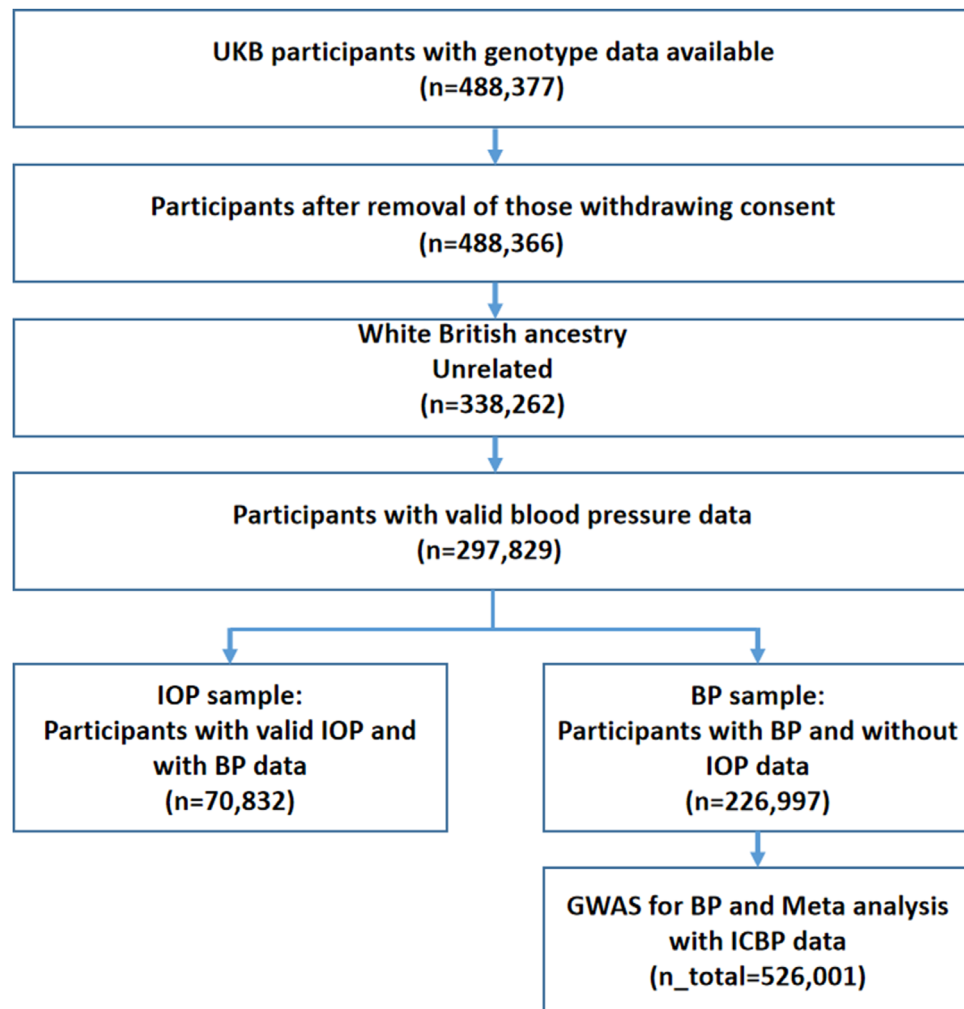 UKB participants with genotype data available
(n=488,377)
Participants after removal of those withdrawing consent
(n=488,366)
White British ancestry
Unrelated
(n=338,262)
Participants with valid blood pressure data
(n=297,829)
IOP sample:
Participants with valid IOP and
with BP data
(n=70,832)
BP sample:
Participants with BP and without
IOP data
(n=226,997)
GWAS for BP and Meta analysis
with ICBP data
(n_total=526,001)